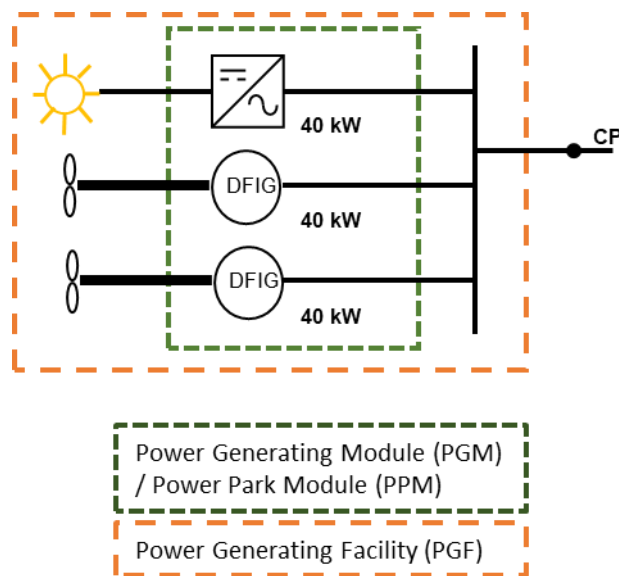 40 kW
CP
DFIG
40 kW
DFIG
40 kW
Power Generating Module (PGM)
/ Power Park Module (PPM)
Power Generating Facility (PGF)